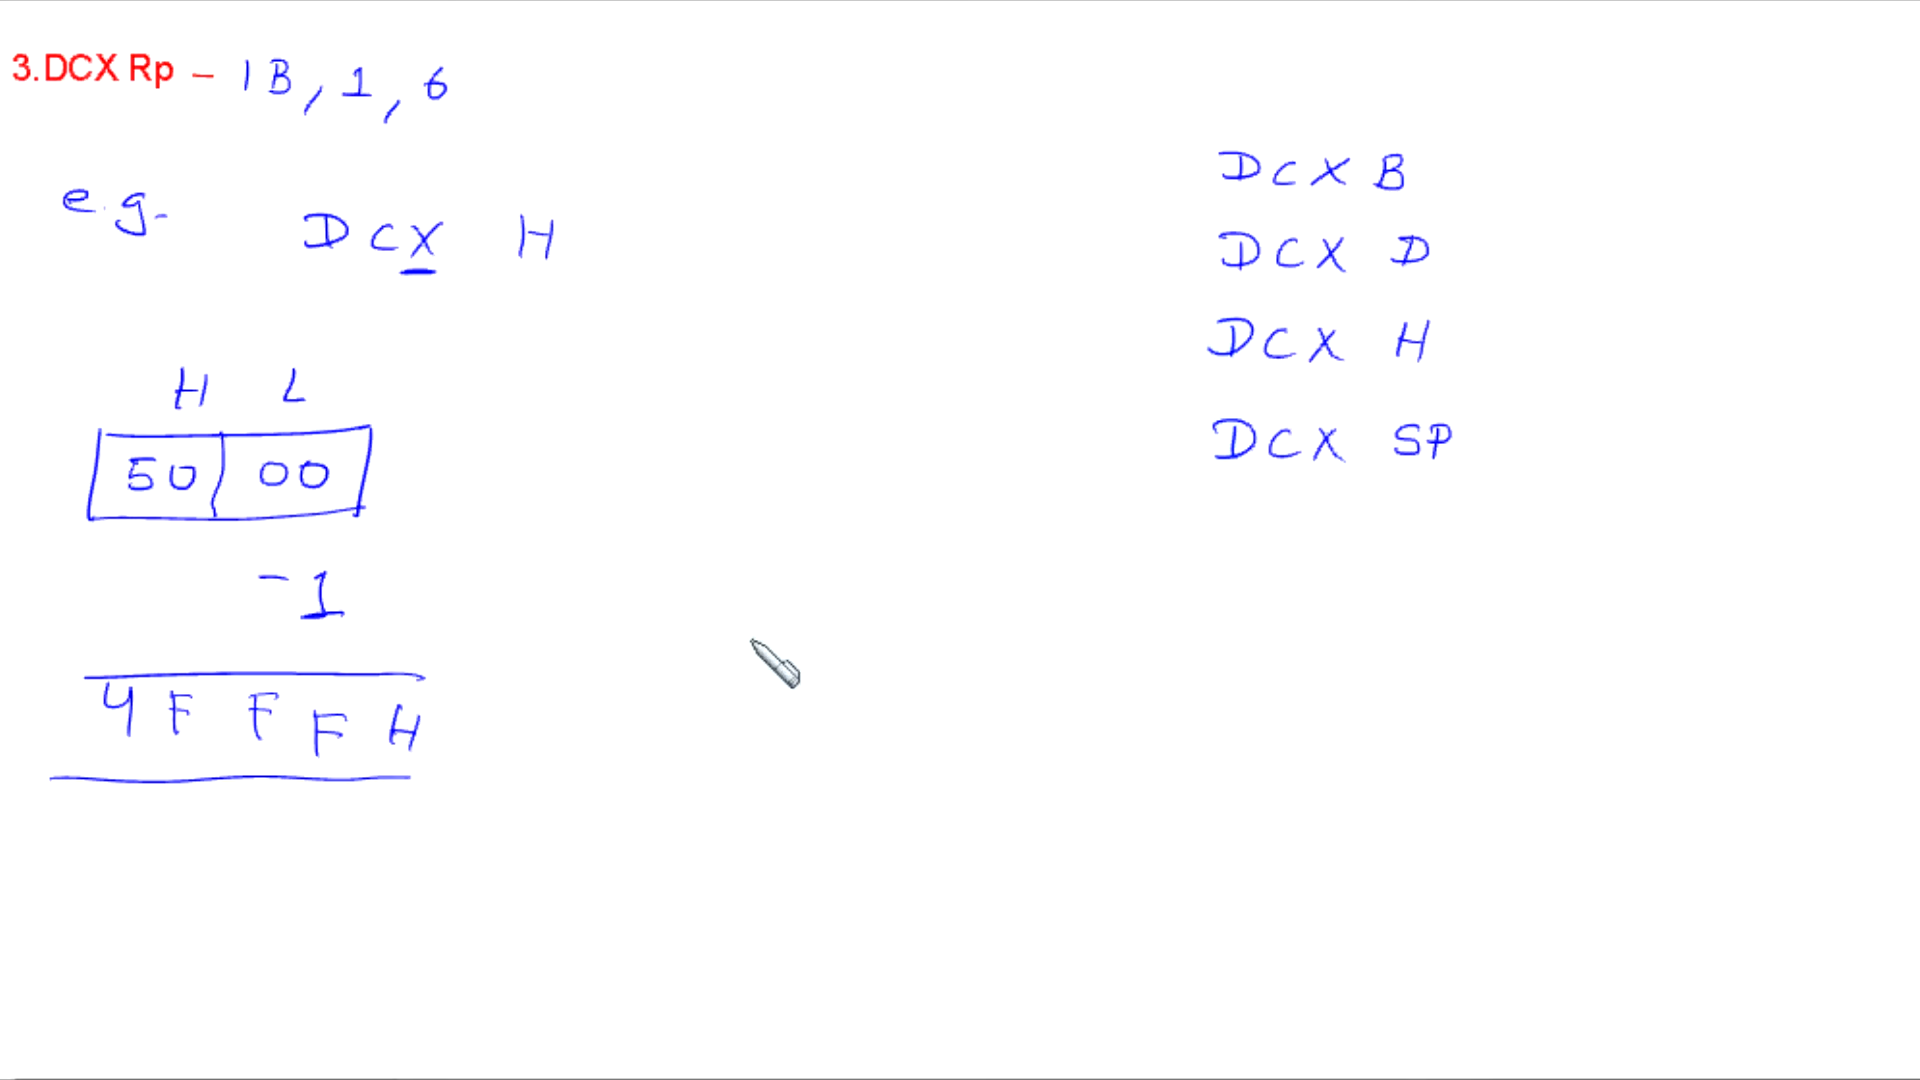 3.DCX Rp – 1B, 1, 6
e.g. DCX H
H L
50 00
-1
4FFFH
DCX B
DCX D
DCX H
DCX SP